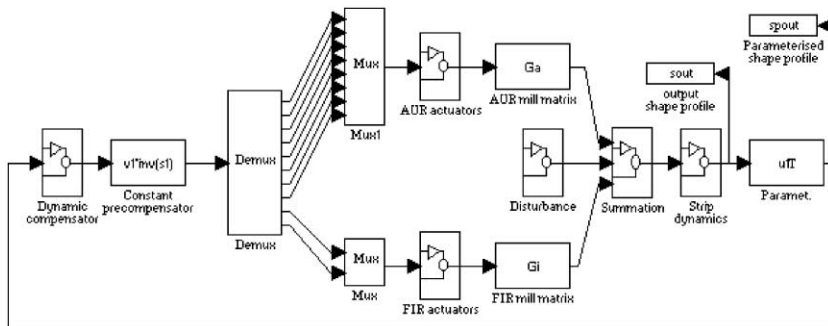 spout
Parameterised
shape profile
sout
output
shape profile
Mux
Mux1
AUR actuators
Ga
AUR mill matrix
Dynamic
compensator
v1*inv(s1)
Constant
precompensator
Demux
Demux
Disturbance
Summation
Strip
dynamics
u1T
Paramet.
Mux
Mux
FIR actuators
Gi
FIR mill matrix